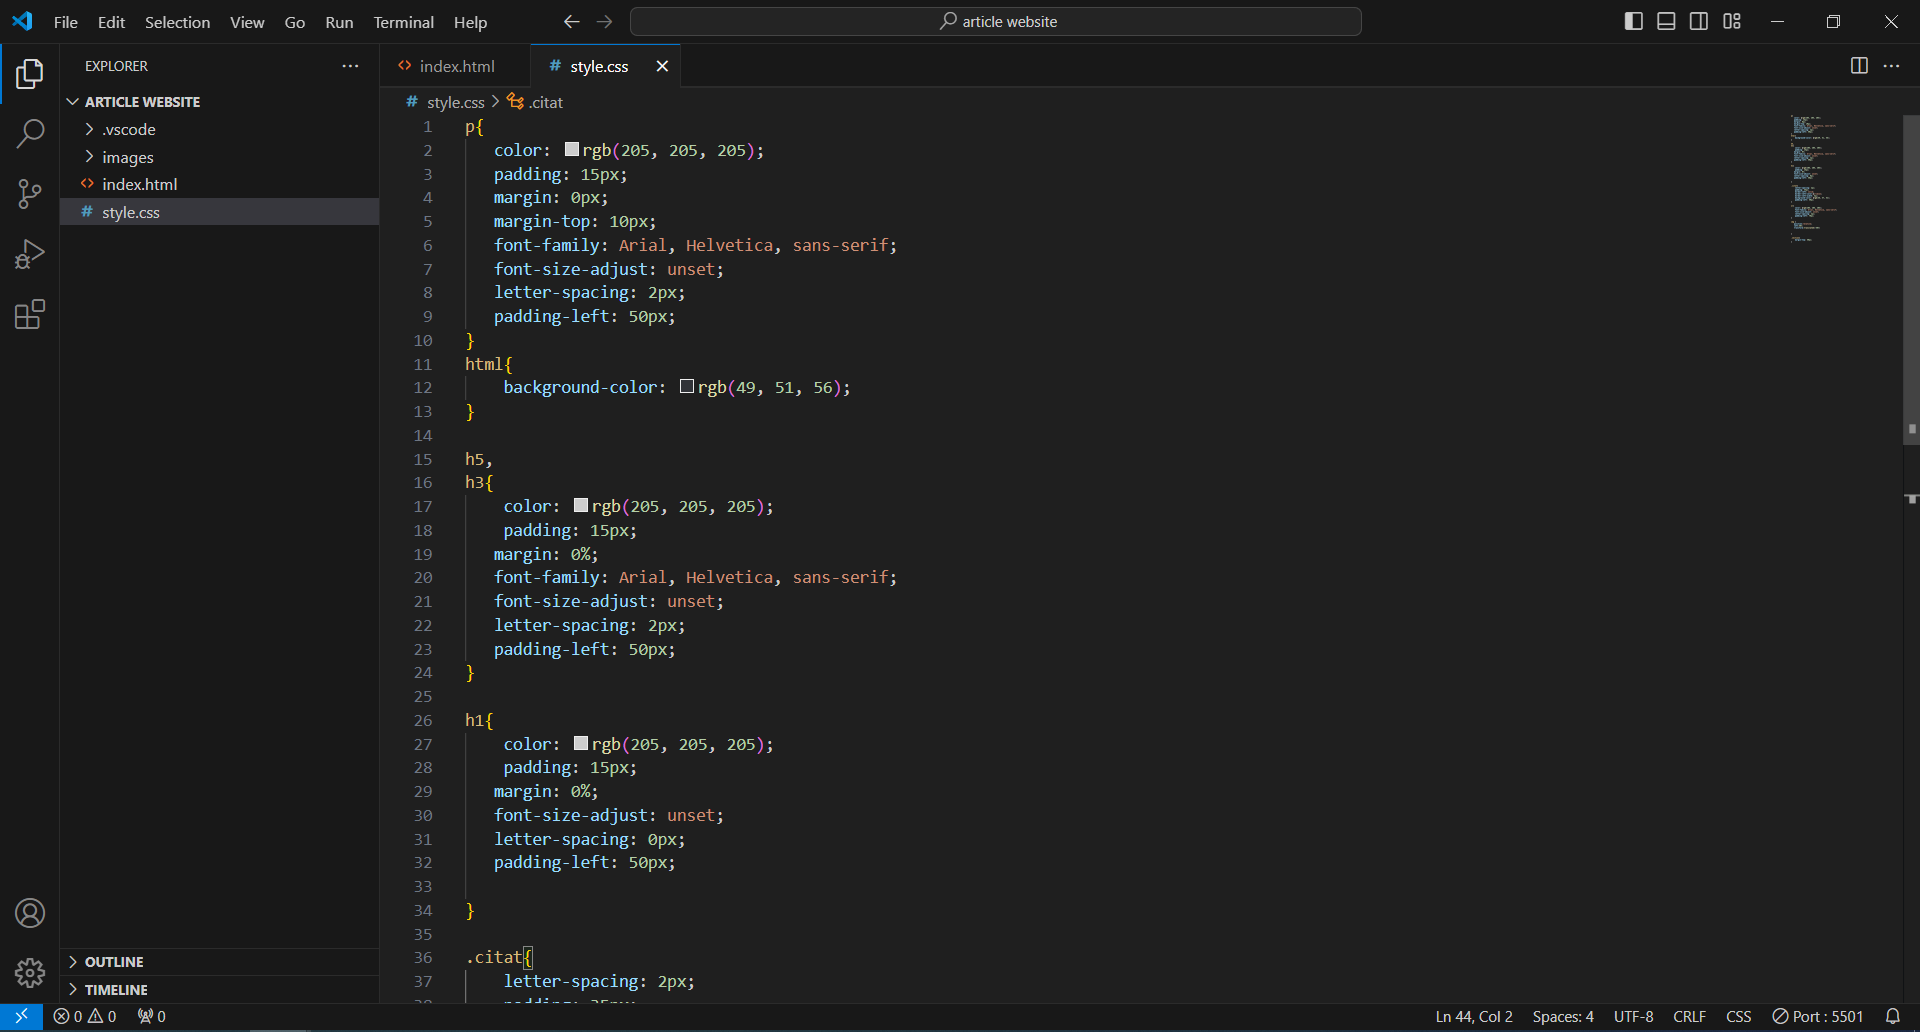 File Edit Selection View Go Run Terminal Help
article website
EXPLORER
ARTICLE WEBSITE
.vscode
images
index.html
style.css
OUTLINE
TIMELINE
index.html
style.css
style.css > .citat
1 p{
2 color: rgb(205, 205, 205);
3 padding: 15px;
4 margin: 0px;
5 margin-top: 10px;
6 font-family: Arial, Helvetica, sans-serif;
7 font-size-adjust: unset;
8 letter-spacing: 2px;
9 padding-left: 50px;
10 }
11 html{
12 background-color: rgb(49, 51, 56);
13 }
14
15 h5,
16 h3{
17 color: rgb(205, 205, 205);
18 padding: 15px;
19 margin: 0%;
20 font-family: Arial, Helvetica, sans-serif;
21 font-size-adjust: unset;
22 letter-spacing: 2px;
23 padding-left: 50px;
24 }
25
26 h1{
27 color: rgb(205, 205, 205);
28 padding: 15px;
29 margin: 0%;
30 font-size-adjust: unset;
31 letter-spacing: 0px;
32 padding-left: 50px;
33
34 }
35
36 .citat{
37 letter-spacing: 2px;
0 0 0
Ln 44, Col 2 Spaces: 4 UTF-8 CRLF CSS Port : 5501